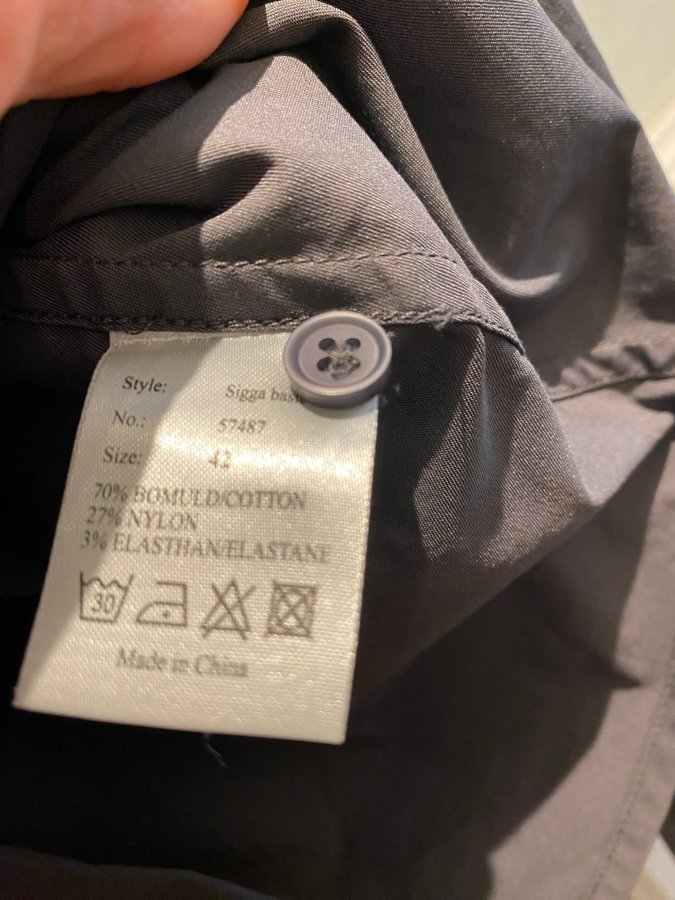 Style: Sigga
No.: 57487
Size: 42
70% BOMULD/COTTON
27% NYLON
3% ELASTHAN/ELASTANE
30
Made in China